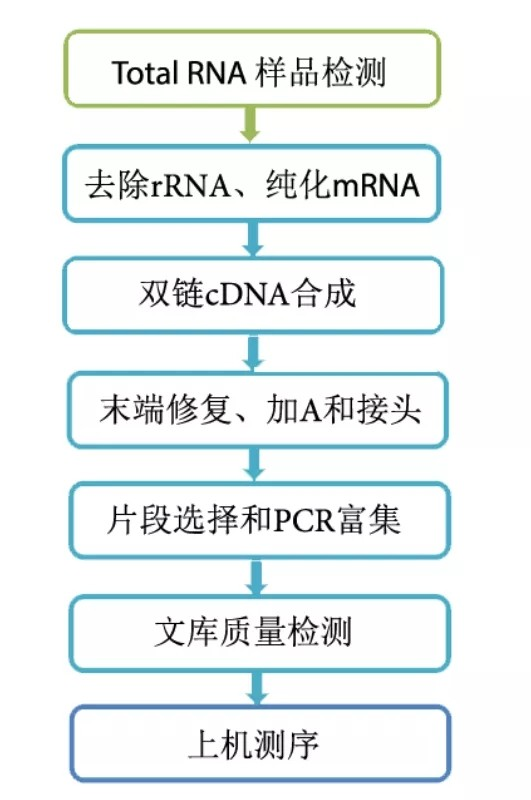 Total RNA 样品检测
去除rRNA、纯化mRNA
双链cDNA合成
末端修复、加A和接头
片段选择和PCR富集
文库质量检测
上机测序